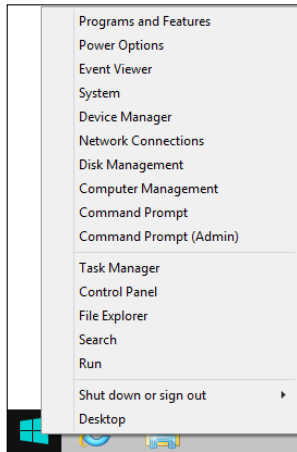 Programs and Features
Power Options
Event Viewer
System
Device Manager
Network Connections
Disk Management
Computer Management
Command Prompt
Command Prompt (Admin)
Task Manager
Control Panel
File Explorer
Search
Run
Shut down or sign out
Desktop